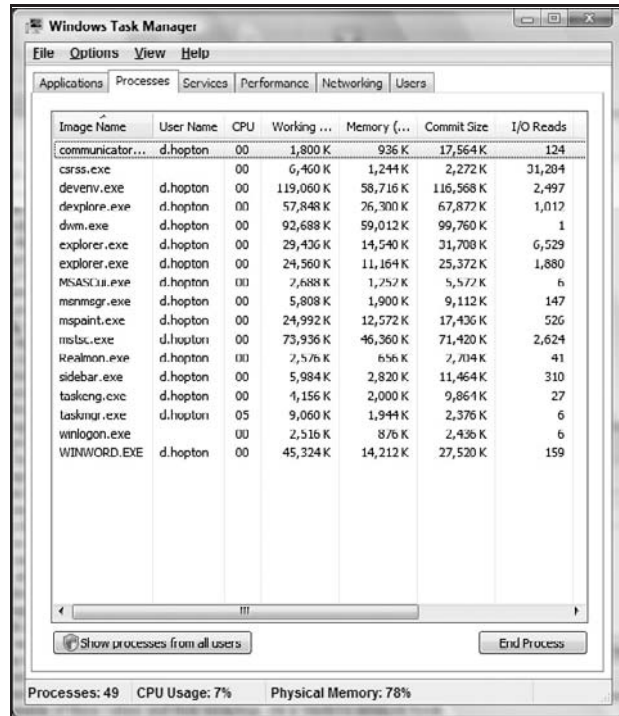 Windows Task Manager
File Options View Help
Applications Processes Services Performance Networking Users
Image Name User Name CPU Working ... Memory (... Commit Size I/O Reads
communicator... d.hopton 00 1,800 K 936 K 17,564 K 124
csrss.exe 00 6,460 K 1,244 K 2,272 K 31,284
devenv.exe d.hopton 00 119,060 K 58,716 K 116,568 K 2,497
dexplore.exe d.hopton 00 57,848 K 26,300 K 67,872 K 1,012
dwm.exe d.hopton 00 92,688 K 59,012 K 99,760 K 1
explorer.exe d.hopton 00 29,436 K 14,540 K 31,708 K 6,529
explorer.exe d.hopton 00 24,560 K 11,164 K 25,372 K 1,880
MSASCui.exe d.hopton 00 2,688 K 1,252 K 5,572 K 6
msnmsgr.exe d.hopton 00 5,808 K 1,900 K 9,112 K 147
mspaint.exe d.hopton 00 24,992 K 12,572 K 17,436 K 526
mstsc.exe d.hopton 00 73,936 K 46,360 K 71,420 K 2,624
Realmon.exe d.hopton 00 2,576 K 656 K 2,704 K 41
sidebar.exe d.hopton 00 5,984 K 2,820 K 11,464 K 310
taskeng.exe d.hopton 00 4,156 K 2,000 K 9,864 K 27
taskmgr.exe d.hopton 05 9,060 K 1,944 K 2,376 K 6
winlogon.exe 00 2,516 K 876 K 2,436 K 6
WINWORD.EXE d.hopton 00 45,324 K 14,212 K 27,520 K 159
Show processes from all users End Process
Processes: 49 CPU Usage: 7% Physical Memory: 78%